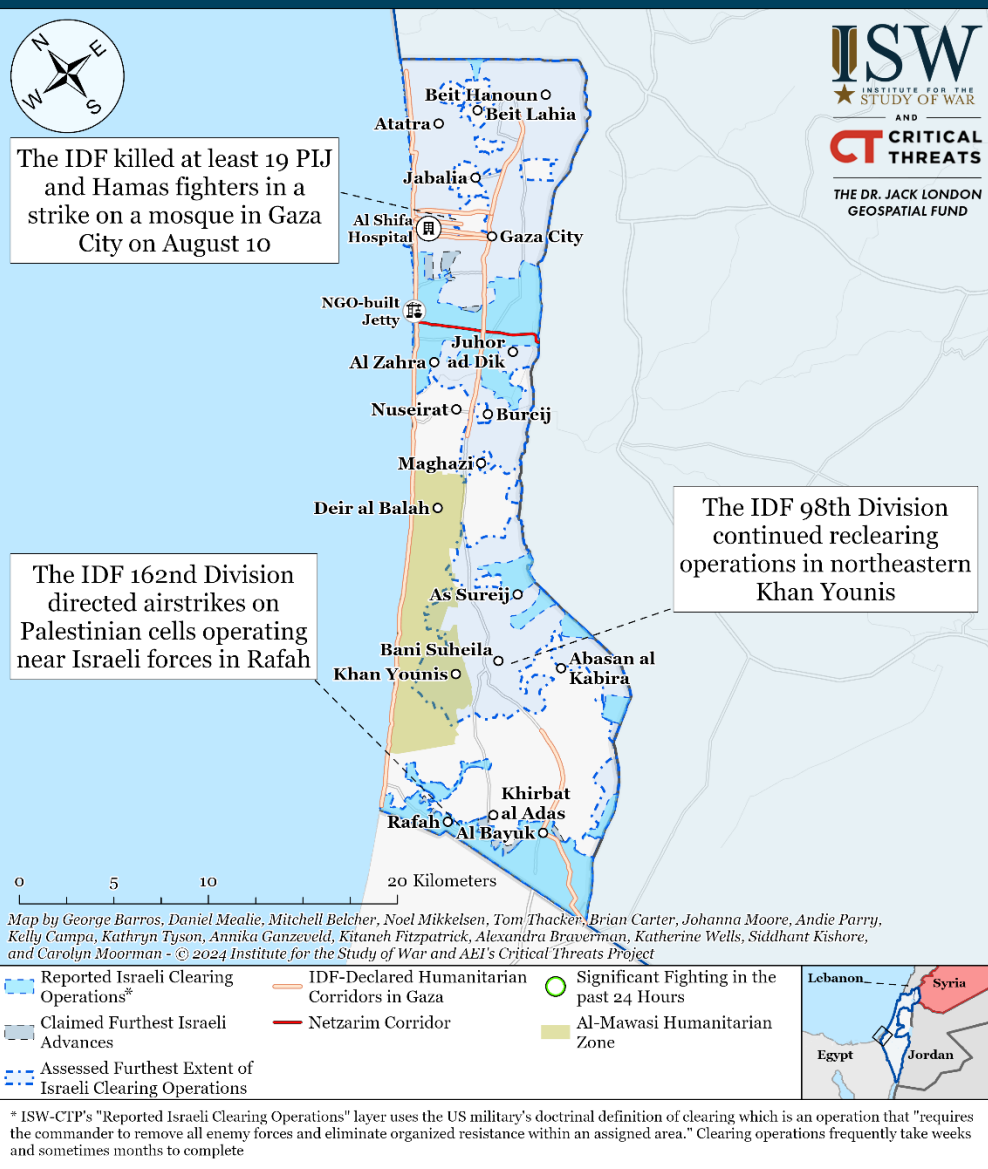 N
E
W
S
ISW
INSTITUTE FOR THE
STUDY OF WAR
AND
CT CRITICAL
THREATS
THE DR. JACK LONDON
GEOSPATIAL FUND
The IDF killed at least 19 PIJ
and Hamas fighters in a
strike on a mosque in Gaza
City on August 10
Beit Hanoun
Beit Lahia
Atatra
Jabalia
Al Shifa
Hospital
Gaza City
NGO-built
Jetty
Juhor
ad Dik
Al Zahra
Nuseirat
Bureij
Maghazi
Deir al Balah
The IDF 98th Division
continued reclearing
operations in northeastern
Khan Younis
The IDF 162nd Division
directed airstrikes on
Palestinian cells operating
near Israeli forces in Rafah
As Sureij
Bani Suheila
Abasan al
Kabira
Khan Younis
Khirbat
al Adas
Rafah
Al Bayuk
0 5 10 20 Kilometers
Map by George Barros, Daniel Mealie, Mitchell Belcher, Noel Mikkelsen, Tom Thacker, Brian Carter, Johanna Moore, Andie Parry,
Kelly Campa, Kathryn Tyson, Annika Ganzeveld, Kitaneh Fitzpatrick, Alexandra Braverman, Katherine Wells, Siddhant Kishore,
and Carolyn Moorman - © 2024 Institute for the Study of War and AEI's Critical Threats Project
Reported Israeli Clearing
Operations*
Claimed Furthest Israeli
Advances
Assessed Furthest Extent of
Israeli Clearing Operations
IDF-Declared Humanitarian
Corridors in Gaza
Netzarim Corridor
Significant Fighting in the
past 24 Hours
Al-Mawasi Humanitarian
Zone
Lebanon
Syria
Egypt
Jordan
* ISW-CTP's "Reported Israeli Clearing Operations" layer uses the US military's doctrinal definition of clearing which is an operation that "requires
the commander to remove all enemy forces and eliminate organized resistance within an assigned area." Clearing operations frequently take weeks
and sometimes months to complete